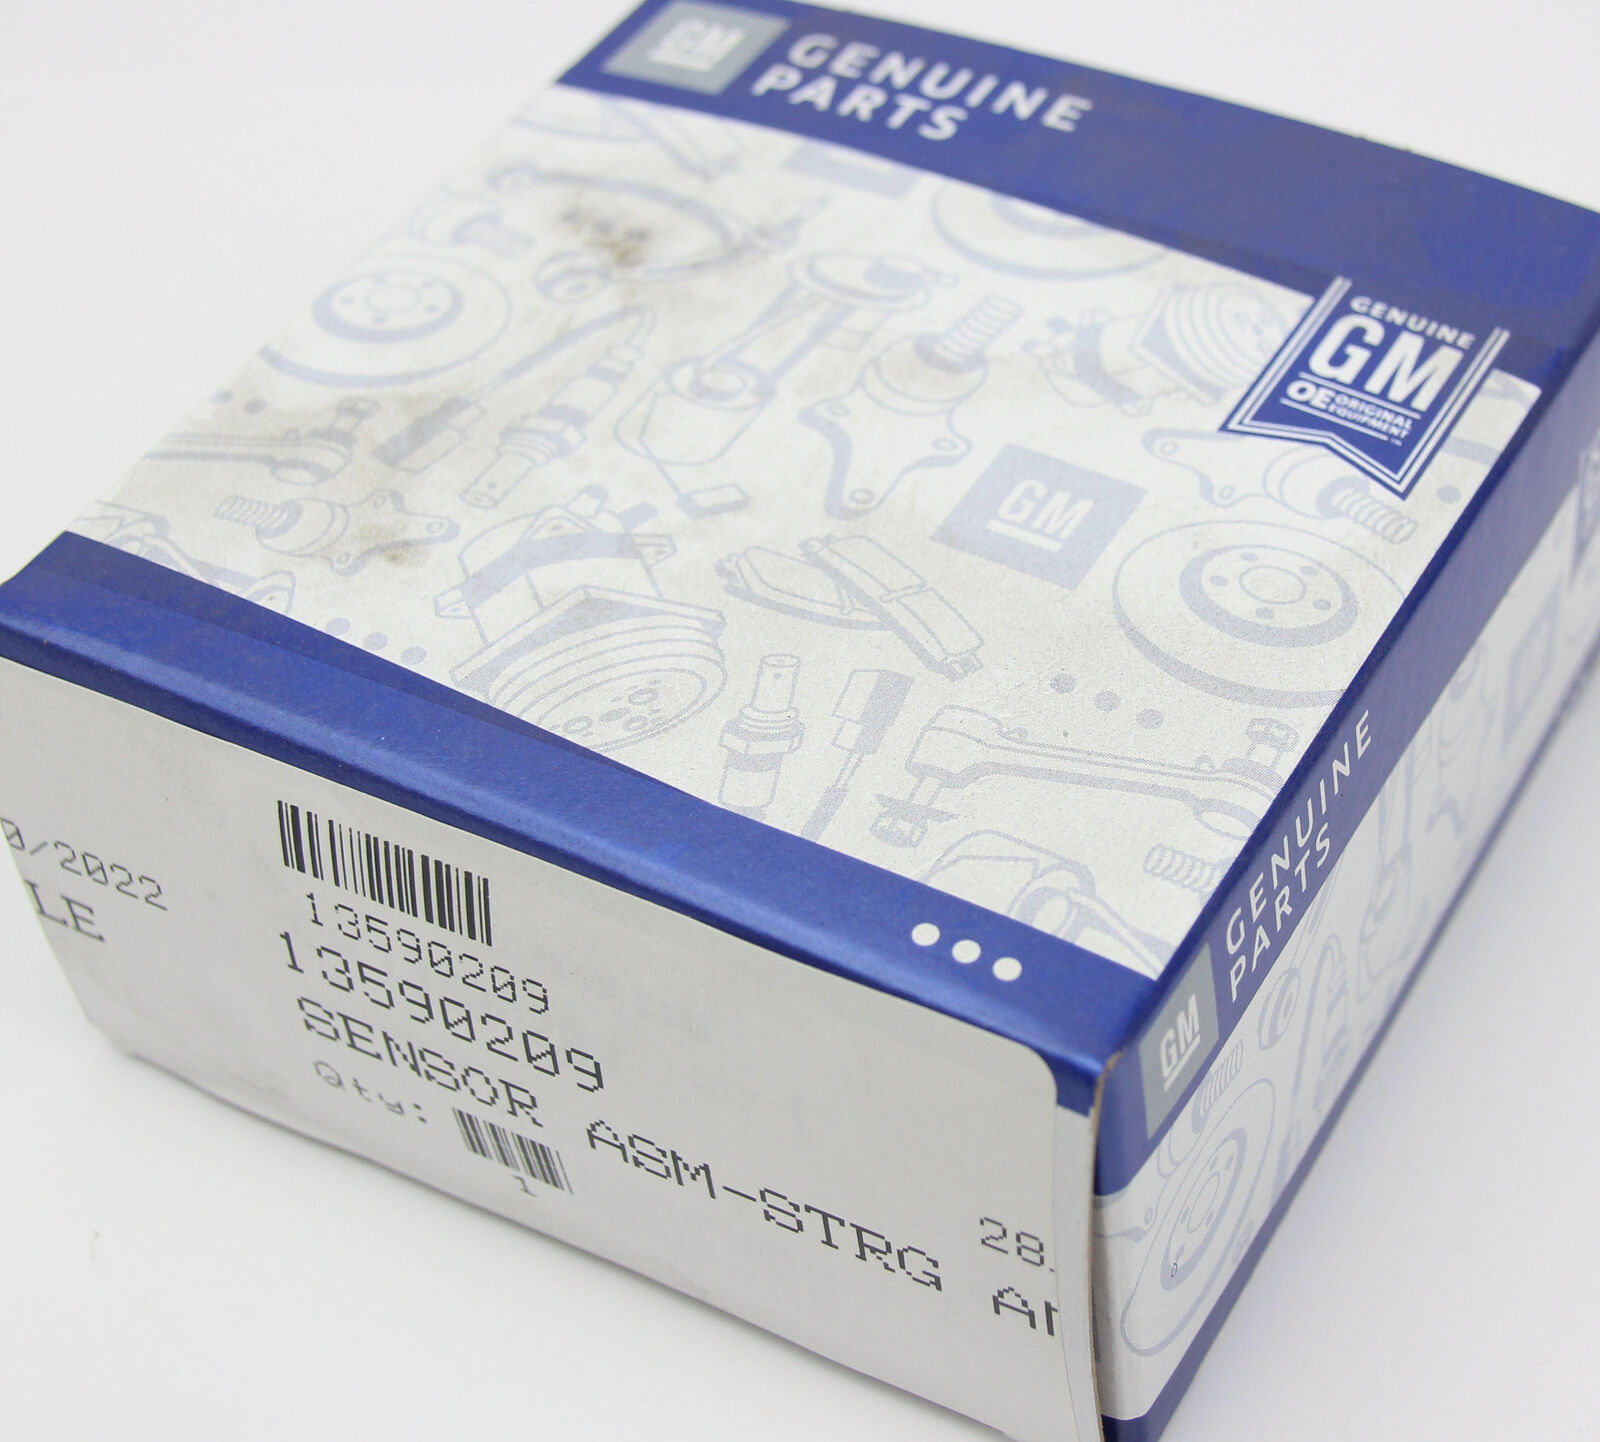 GM
GENUINE
PARTS
GENUINE
GM
OE ORIGINAL
EQUIPMENT
GM
GENUINE
PARTS
GM
0/2022
LE
13590209
13590209
SENSOR ASM-STRG
Qty:
1
28.